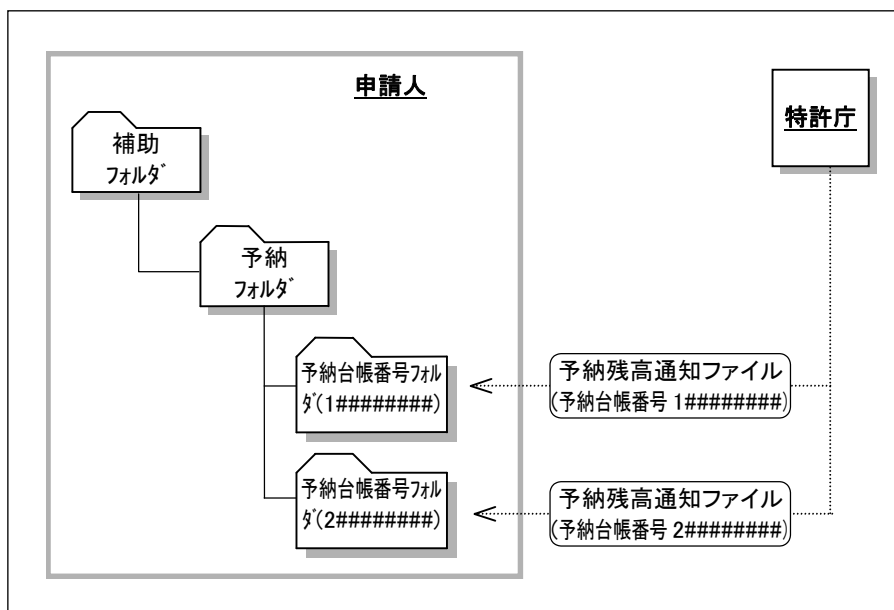 申請人
特許庁
補助
フォルダ
予納
フォルダ
予納台帳番号フォル
ダ(1########)
予納残高通知ファイル
(予納台帳番号 1########)
予納台帳番号フォル
ダ(2########)
予納残高通知ファイル
(予納台帳番号 2########)